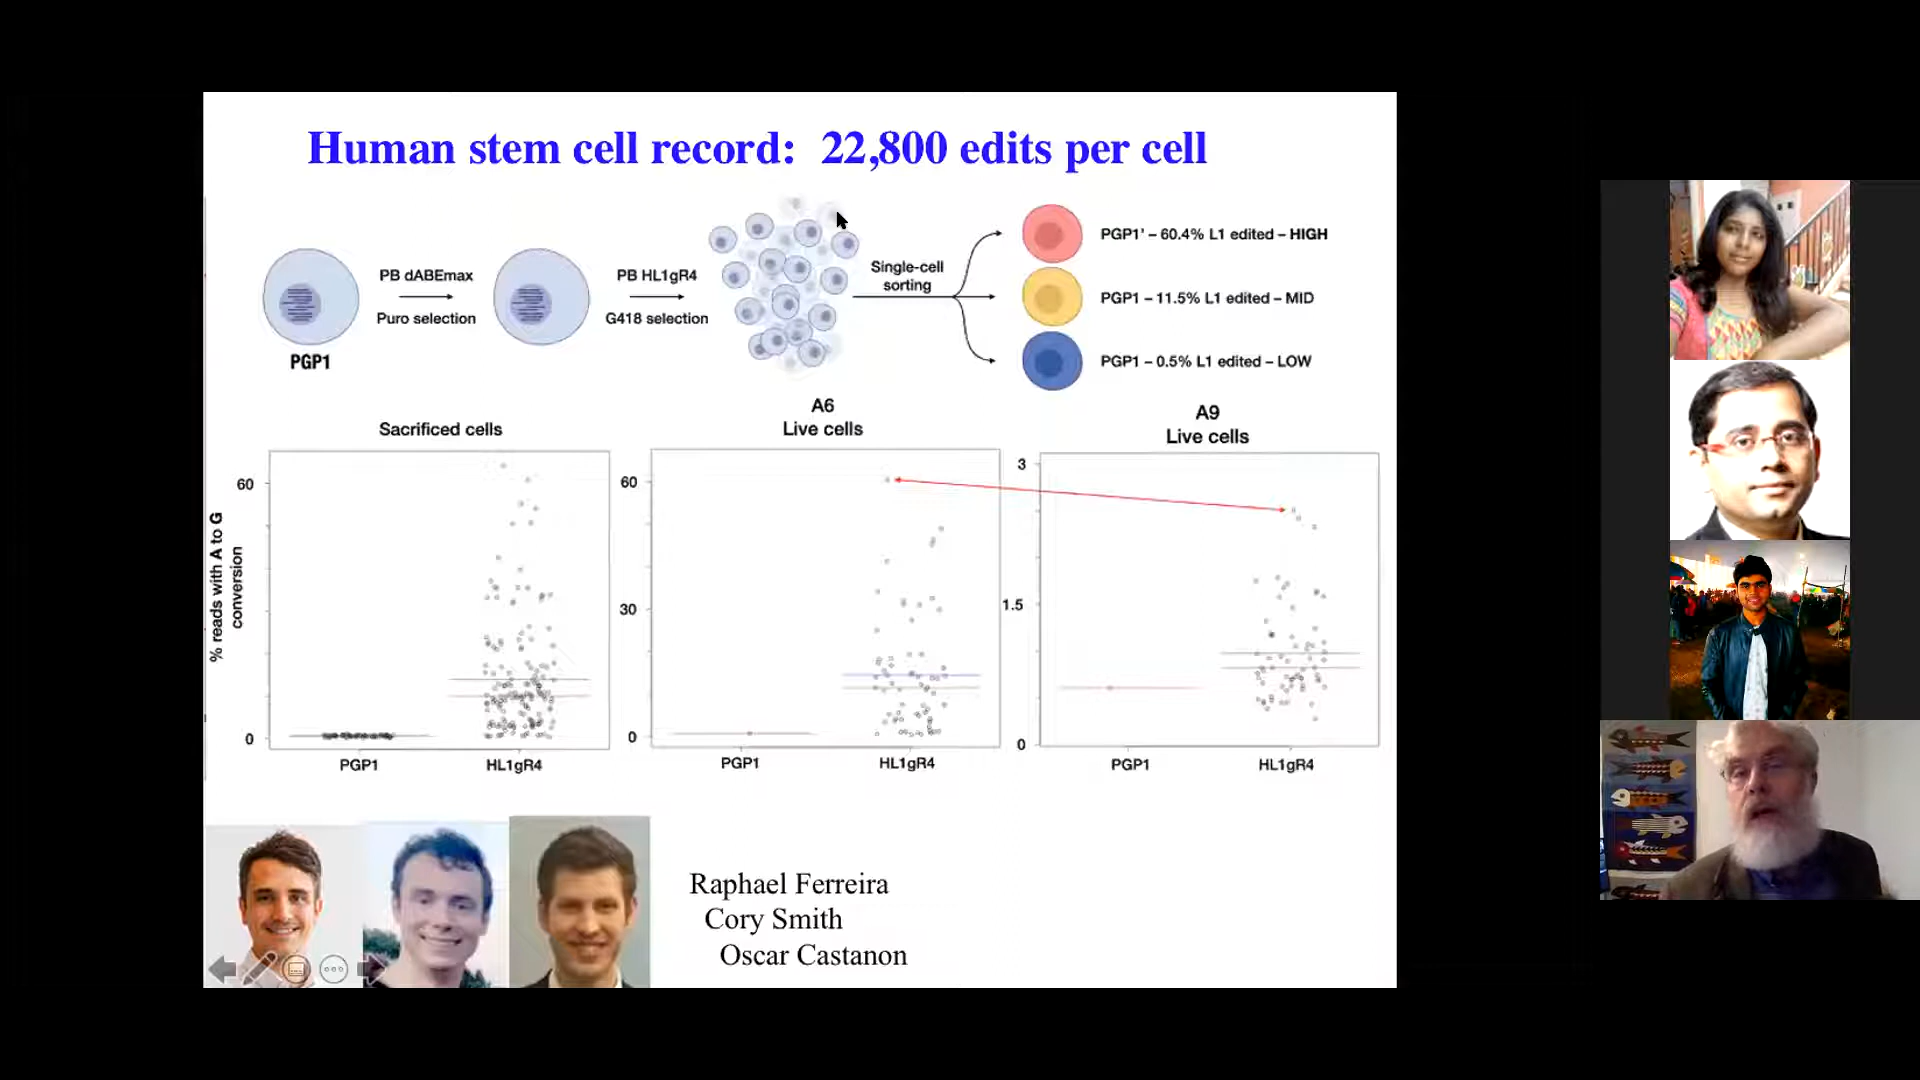 Human stem cell record: 22,800 edits per cell
PB dABEmax
Puro selection
PGP1
PB HL1gR4
G418 selection
Single-cell
sorting
PGP1' – 60.4% L1 edited – HIGH
PGP1 – 11.5% L1 edited – MID
PGP1 – 0.5% L1 edited – LOW
Sacrificed cells
% reads with A to G
conversion
60
0
PGP1
HL1gR4
A6
Live cells
60
30
0
PGP1
HL1gR4
A9
Live cells
3
1.5
0
PGP1
HL1gR4
Raphael Ferreira
Cory Smith
Oscar Castanon